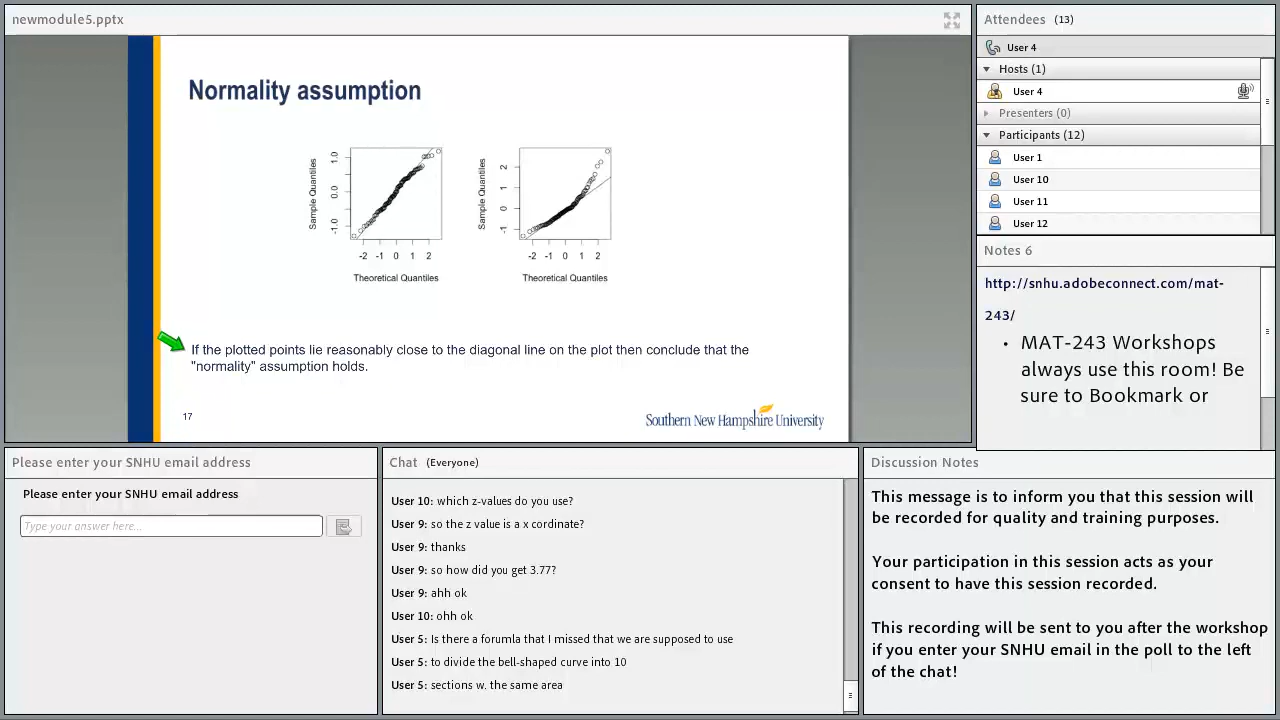 newmodule5.pptx
Normality assumption
Sample Quantiles
1.0
0.0
-1.0
-2 -1 0 1 2
Theoretical Quantiles
Sample Quantiles
2
1
0
-1
-2 -1 0 1 2
Theoretical Quantiles
If the plotted points lie reasonably close to the diagonal line on the plot then conclude that the
"normality" assumption holds.
17
Southern New Hampshire University
Attendees (13)
User 4
Hosts (1)
User 4
Presenters (0)
Participants (12)
User 1
User 10
User 11
User 12
Notes 6
http://snhu.adobeconnect.com/mat-
243/
• MAT-243 Workshops
always use this room! Be
sure to Bookmark or
Please enter your SNHU email address
Please enter your SNHU email address
Type your answer here...
Chat (Everyone)
User 10: which z-values do you use?
User 9: so the z value is a x cordinate?
User 9: thanks
User 9: so how did you get 3.77?
User 9: ahh ok
User 10: ohh ok
User 5: Is there a forumla that I missed that we are supposed to use
User 5: to divide the bell-shaped curve into 10
User 5: sections w. the same area
Discussion Notes
This message is to inform you that this session will
be recorded for quality and training purposes.
Your participation in this session acts as your
consent to have this session recorded.
This recording will be sent to you after the workshop
if you enter your SNHU email in the poll to the left
of the chat!